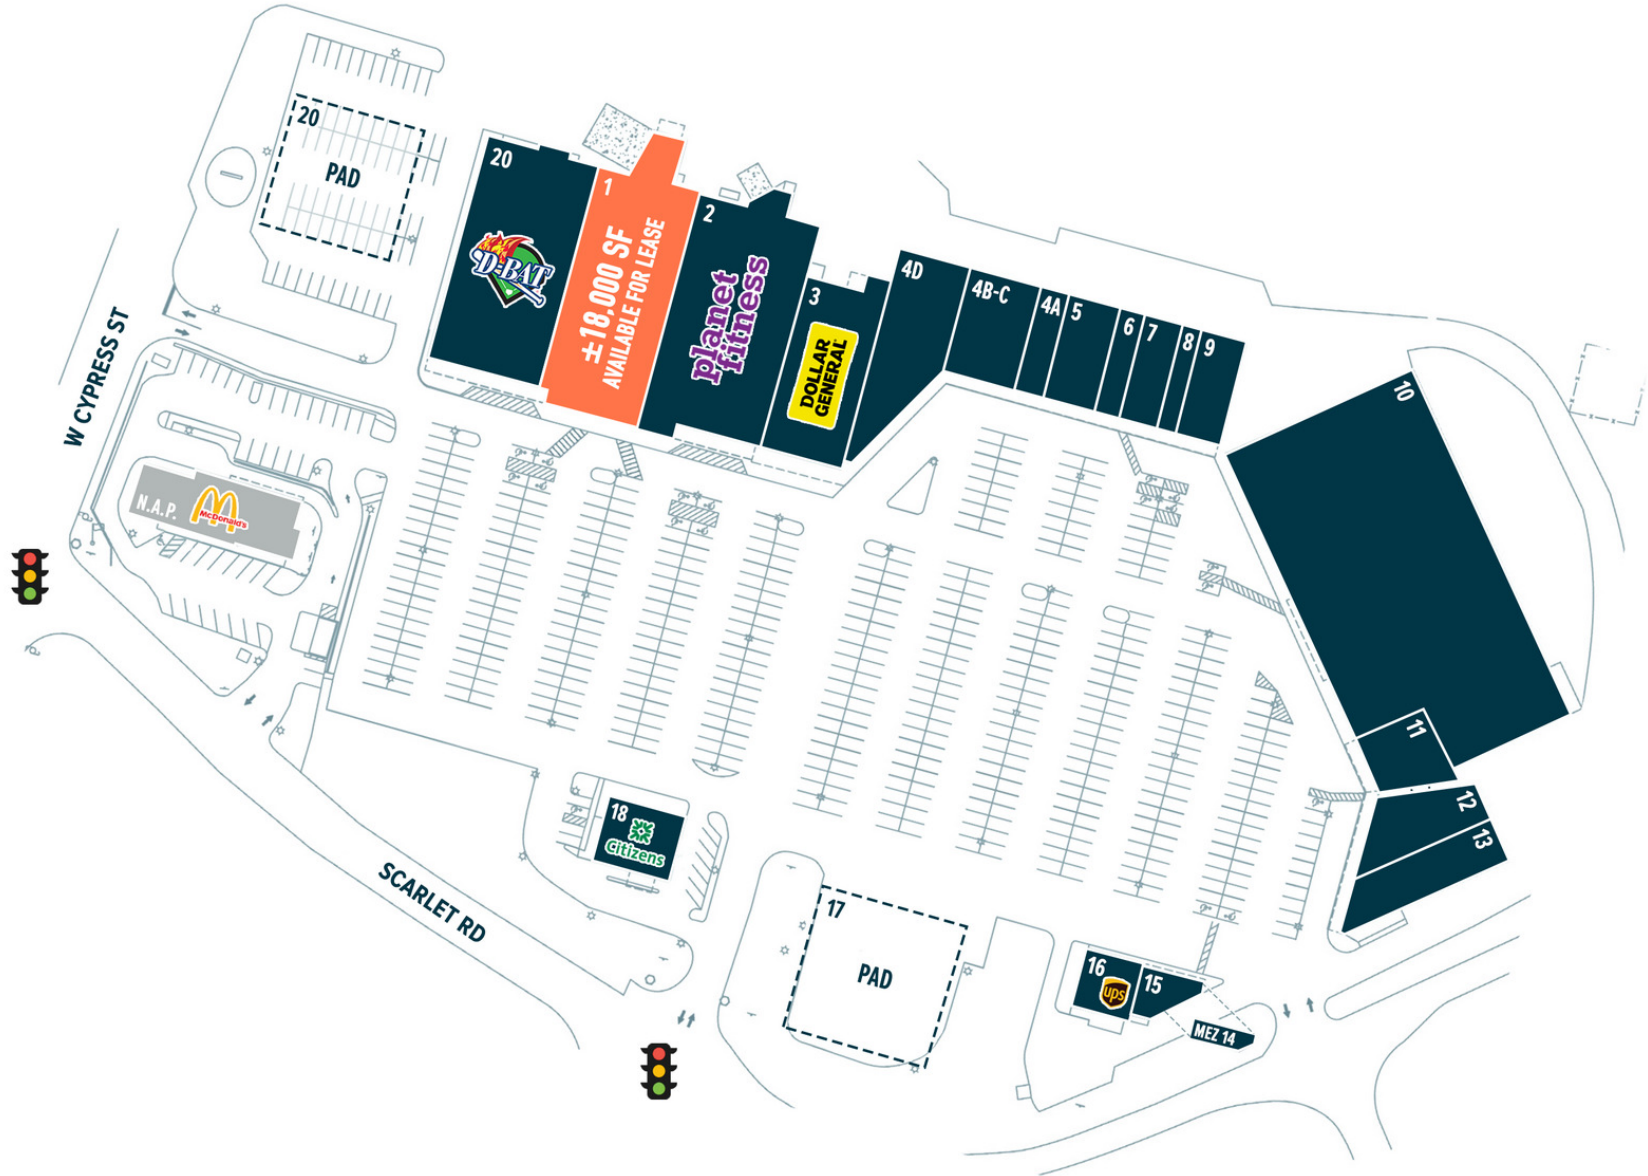 20
PAD
20
D-BAT
1
±18,000 SF
AVAILABLE FOR LEASE
2
planet
fitness
3
DOLLAR
GENERAL
4D
4B-C
4A
5
6
7
8
9
10
11
12
13
W CYPRESS ST
N.A.P.
McDonald's
18
Citizens
SCARLET RD
17
PAD
16
ups
15
MEZ 14